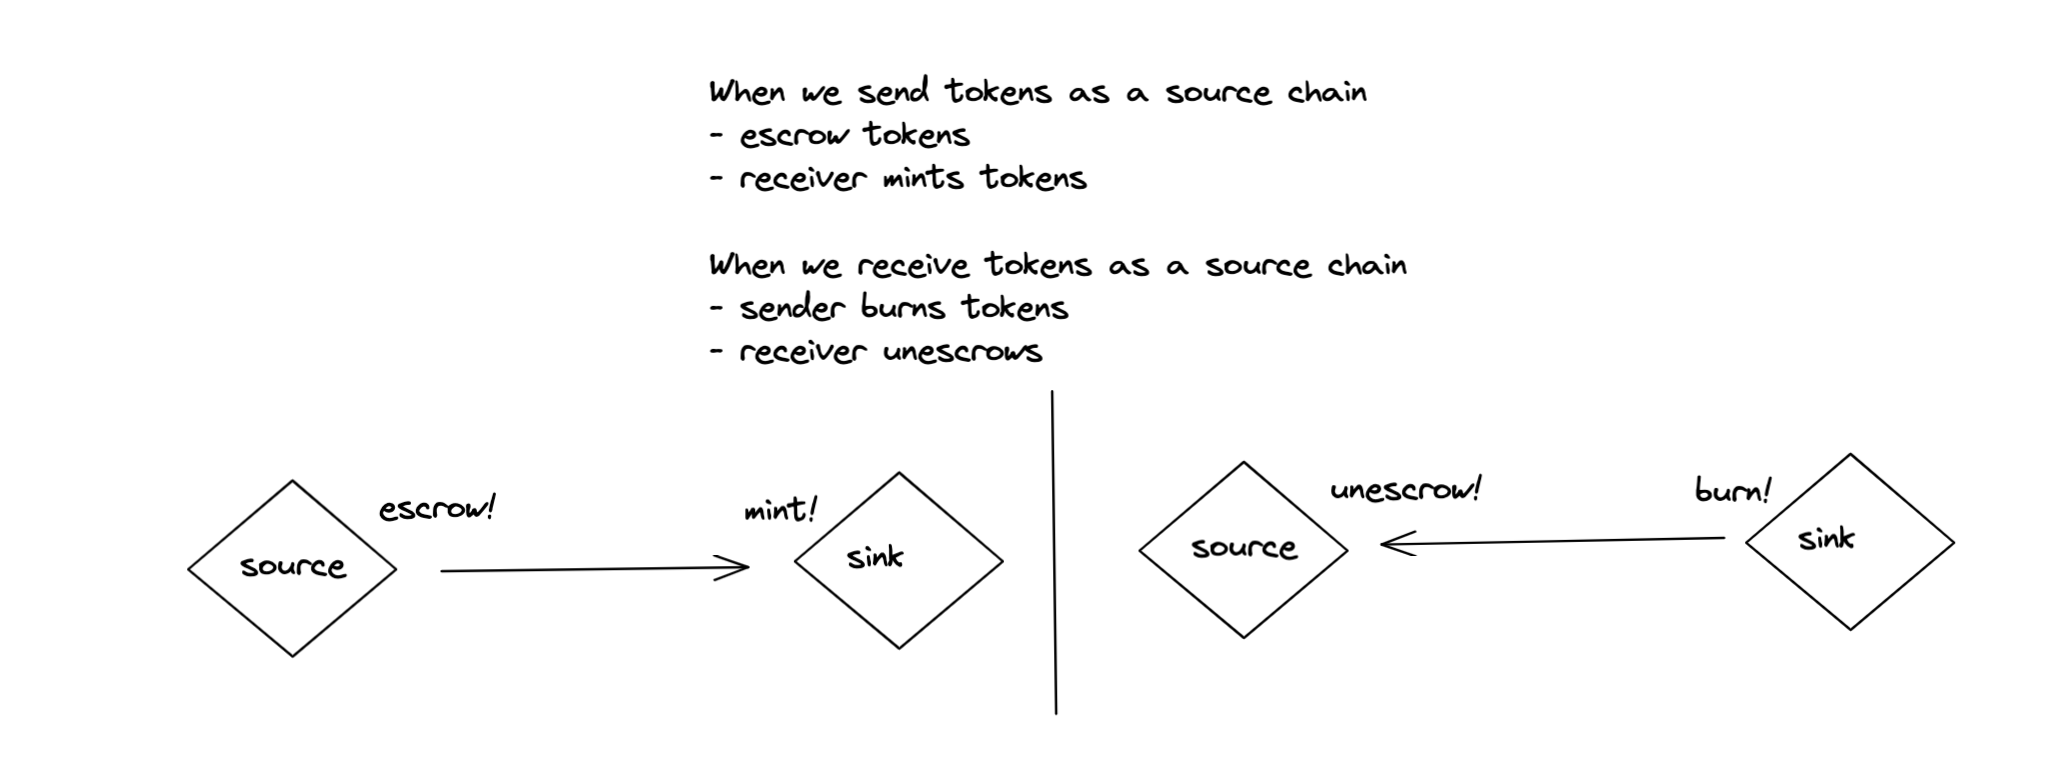 When we send tokens as a source chain
- escrow tokens
- receiver mints tokens
When we receive tokens as a source chain
- sender burns tokens
- receiver unescrows
escrow!
mint!
source
sink
unescrow!
burn!
source
sink